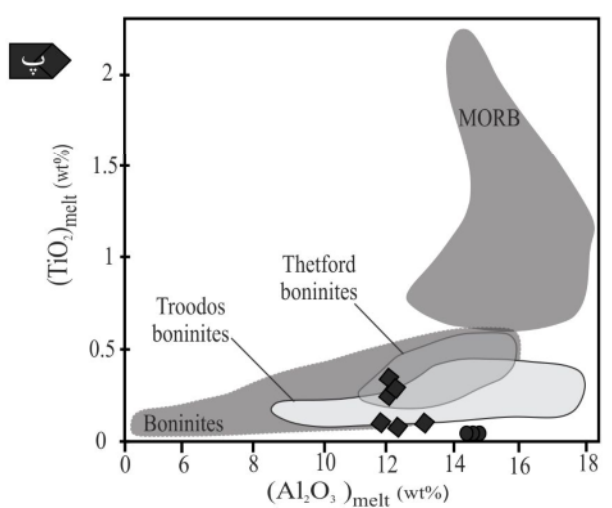 پ
2
1.5
1
0.5
0
(TiO₂)melt (wt%)
MORB
Thetford
boninites
Troodos
boninites
Boninites
0 6 8 10 12 14 16 18
(Al₂O₃ )melt (wt%)